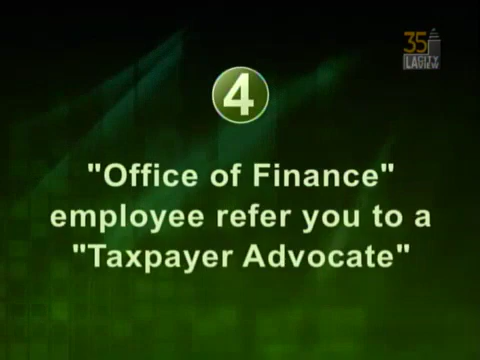 35
LA CITY
VIEW
4
"Office of Finance"
employee refer you to a
"Taxpayer Advocate"